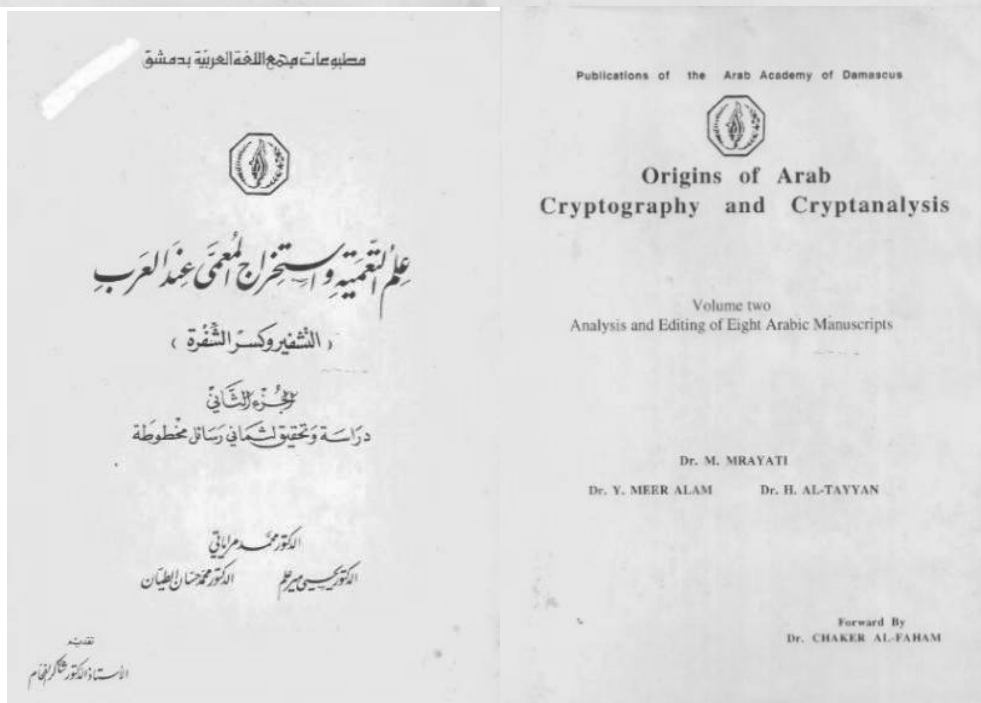 مطبوعات مجمع اللغة العربية بدمشق
علم التعمية واستخراج المعمى عند العرب
( التشفير وكسر الشفرة )
الجزء الثاني
دراسة وتحقيق لثماني رسائل مخطوطة
الدكتور محمد مراياتي
الدكتور يحيى مير علم الدكتور محمد حسان الطيان
تقديم
الأستاذ الدكتور شاكر الفحام
Publications of the Arab Academy of Damascus
Origins of Arab
Cryptography and Cryptanalysis
Volume two
Analysis and Editing of Eight Arabic Manuscripts
Dr. M. MRAYATI
Dr. Y. MEER ALAM Dr. H. AL-TAYYAN
Forward By
Dr. CHAKER AL-FAHAM